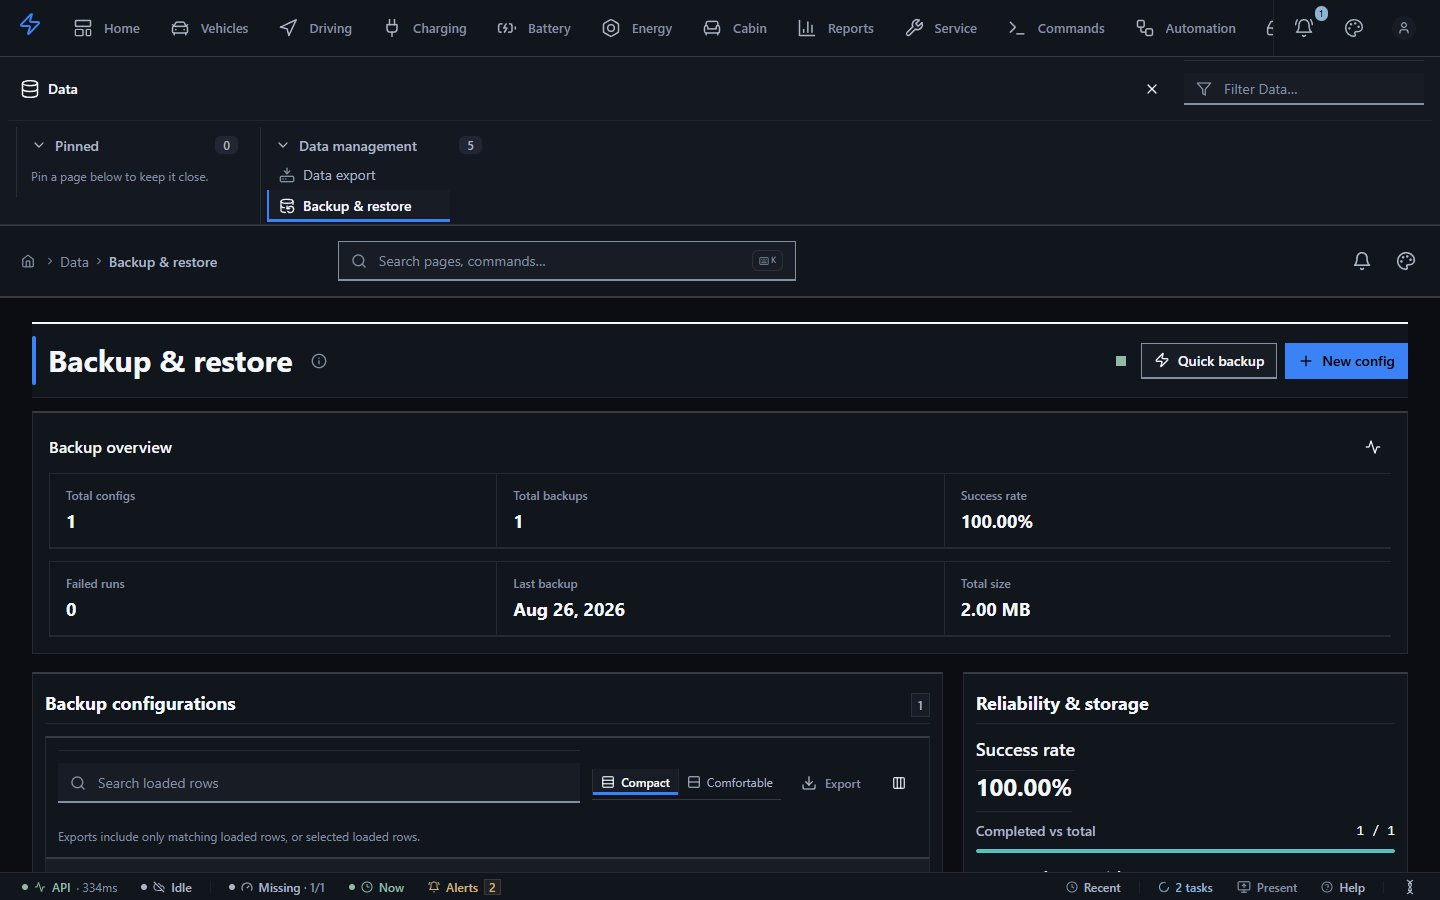 Home Vehicles Driving Charging Battery Energy Cabin Reports Service Commands Automation 1
Data
Filter Data...
Pinned 0
Pin a page below to keep it close.
Data management 5
Data export
Backup & restore
Data Backup & restore
Search pages, commands...
K
Backup & restore
Quick backup
New config
Backup overview
Total configs
1
Total backups
1
Success rate
100.00%
Failed runs
0
Last backup
Aug 26, 2026
Total size
2.00 MB
Backup configurations
1
Search loaded rows
Compact
Comfortable
Export
Exports include only matching loaded rows, or selected loaded rows.
Reliability & storage
Success rate
100.00%
Completed vs total 1 / 1
API · 334ms Idle Missing · 1/1 Now Alerts 2 Recent 2 tasks Present Help